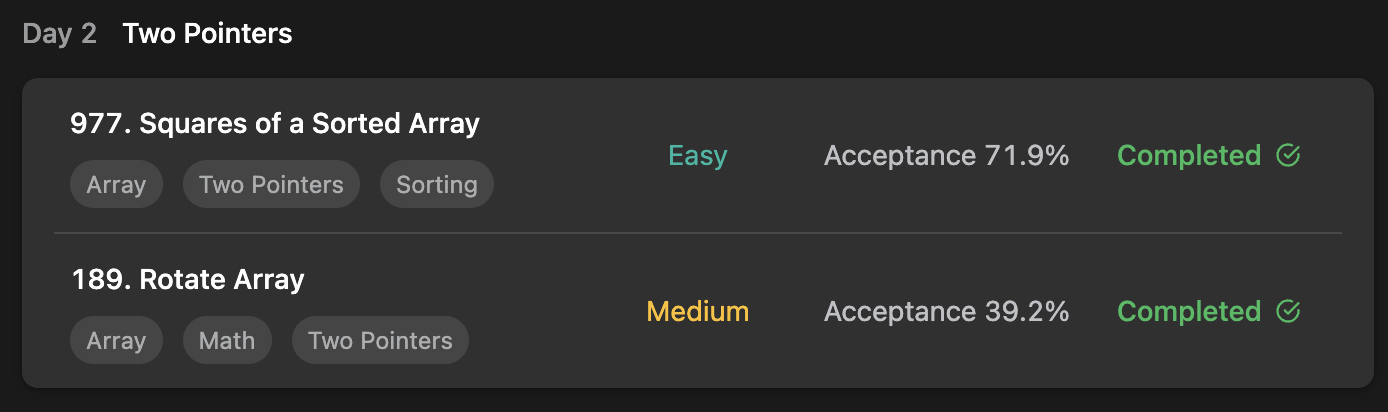 Day 2 Two Pointers
977. Squares of a Sorted Array
Array Two Pointers Sorting
Easy
Acceptance 71.9%
Completed
189. Rotate Array
Array Math Two Pointers
Medium
Acceptance 39.2%
Completed